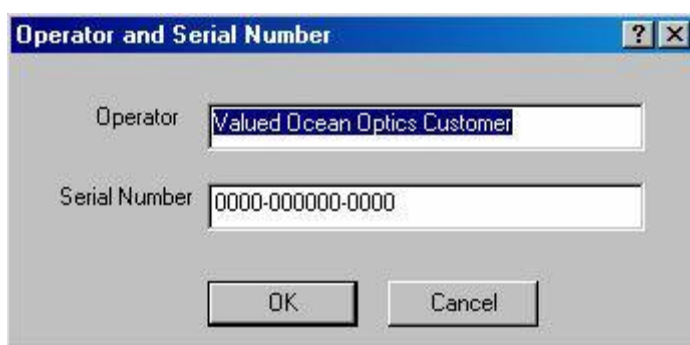 Operator and Serial Number
Operator Valued Ocean Optics Customer
Serial Number 0000-000000-0000
OK Cancel